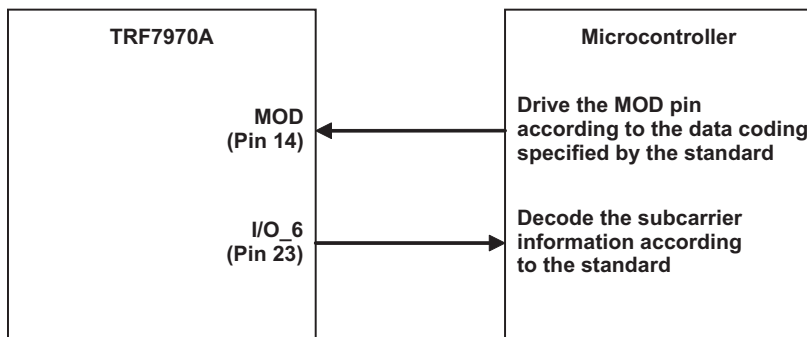 TRF7970A
Microcontroller
MOD
(Pin 14)
Drive the MOD pin
according to the data coding
specified by the standard
I/O_6
(Pin 23)
Decode the subcarrier
information according
to the standard